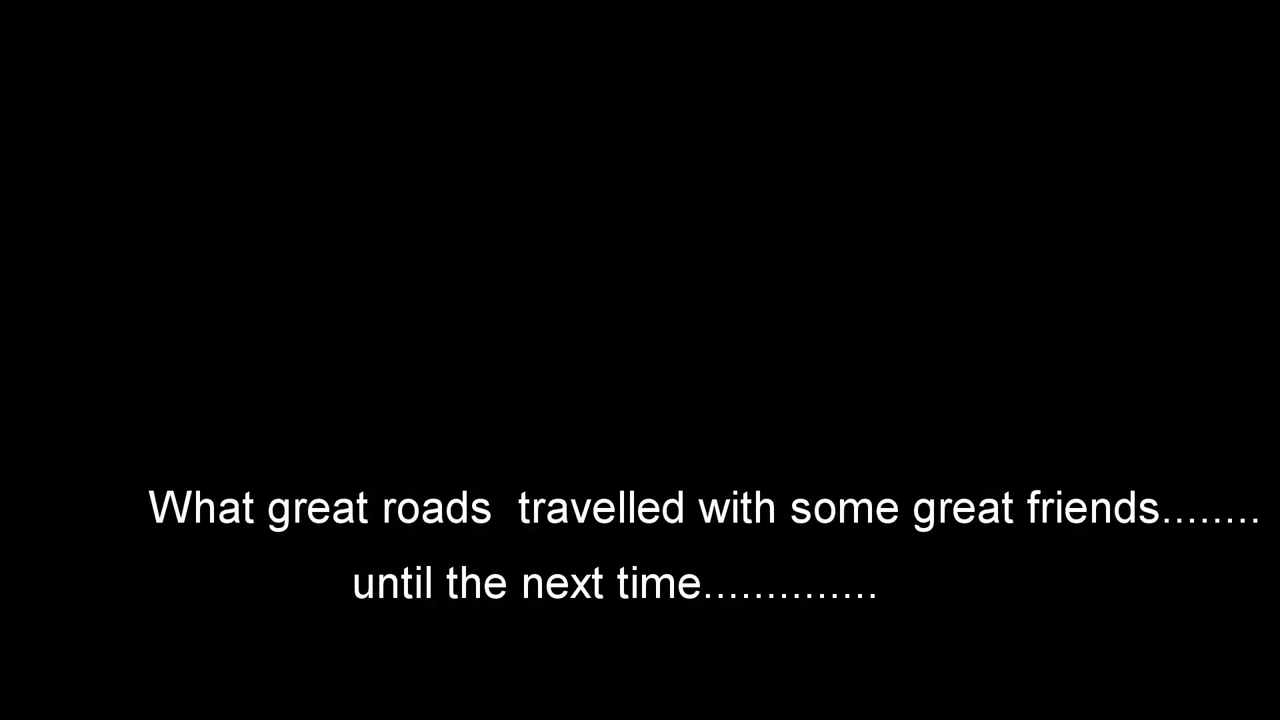 What great roads  travelled with some great friends........
until the next time..............